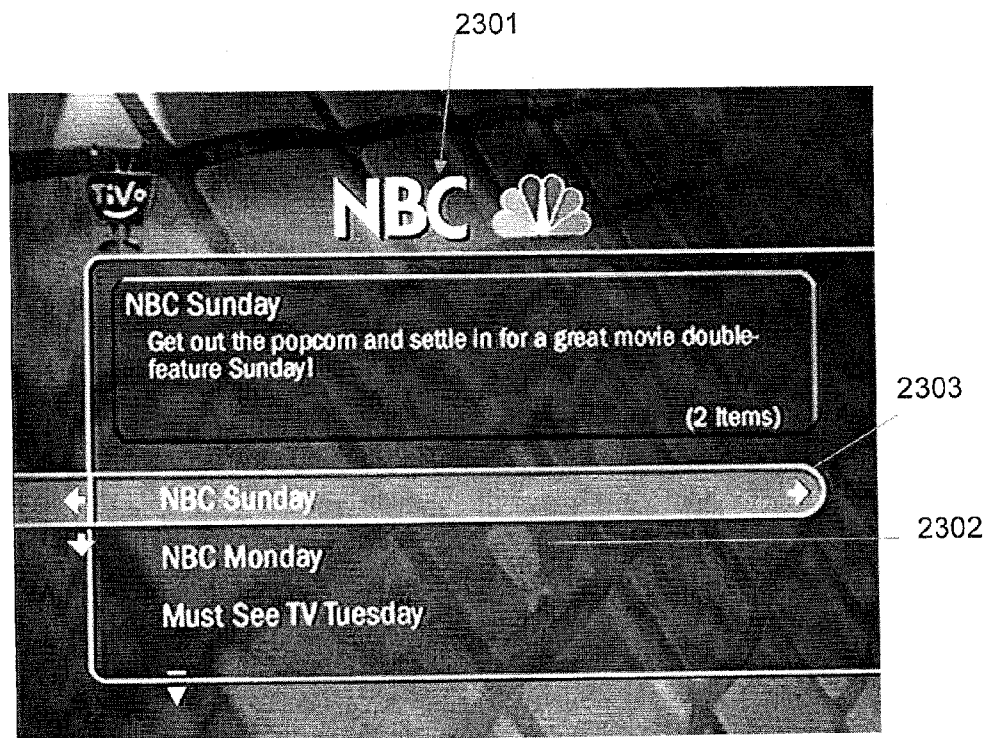 2301
TiVo
NBC
NBC Sunday
Get out the popcorn and settle in for a great movie double-
feature Sunday!
(2 Items)
2303
NBC Sunday
2302
NBC Monday
Must See TV Tuesday